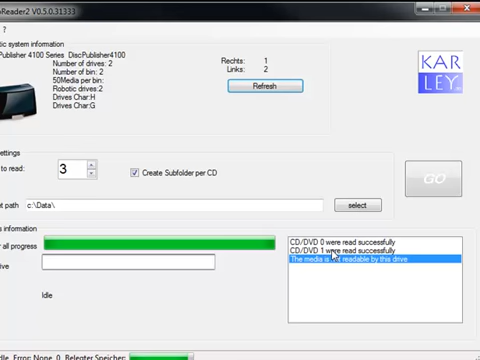 Reader2 V0.5.0.31333
?
tic system information
Publisher 4100 Series DiscPublisher4100
Number of drives: 2
Number of bin: 2
50Media per bin:
Robotic drives:2
Drives Char:H
Drives Char:G
Rechts: 1
Links: 2
Refresh
KAR
LEY.
ettings
to read: 3
Create Subfolder per CD
GO
et path c:\Data\ select
s information
r all progress
rive
Idle
CD/DVD 0 were read successfully
CD/DVD 1 were read successfully
The media is not readable by this drive
Idle Error: None 0 Belegter Speicher: